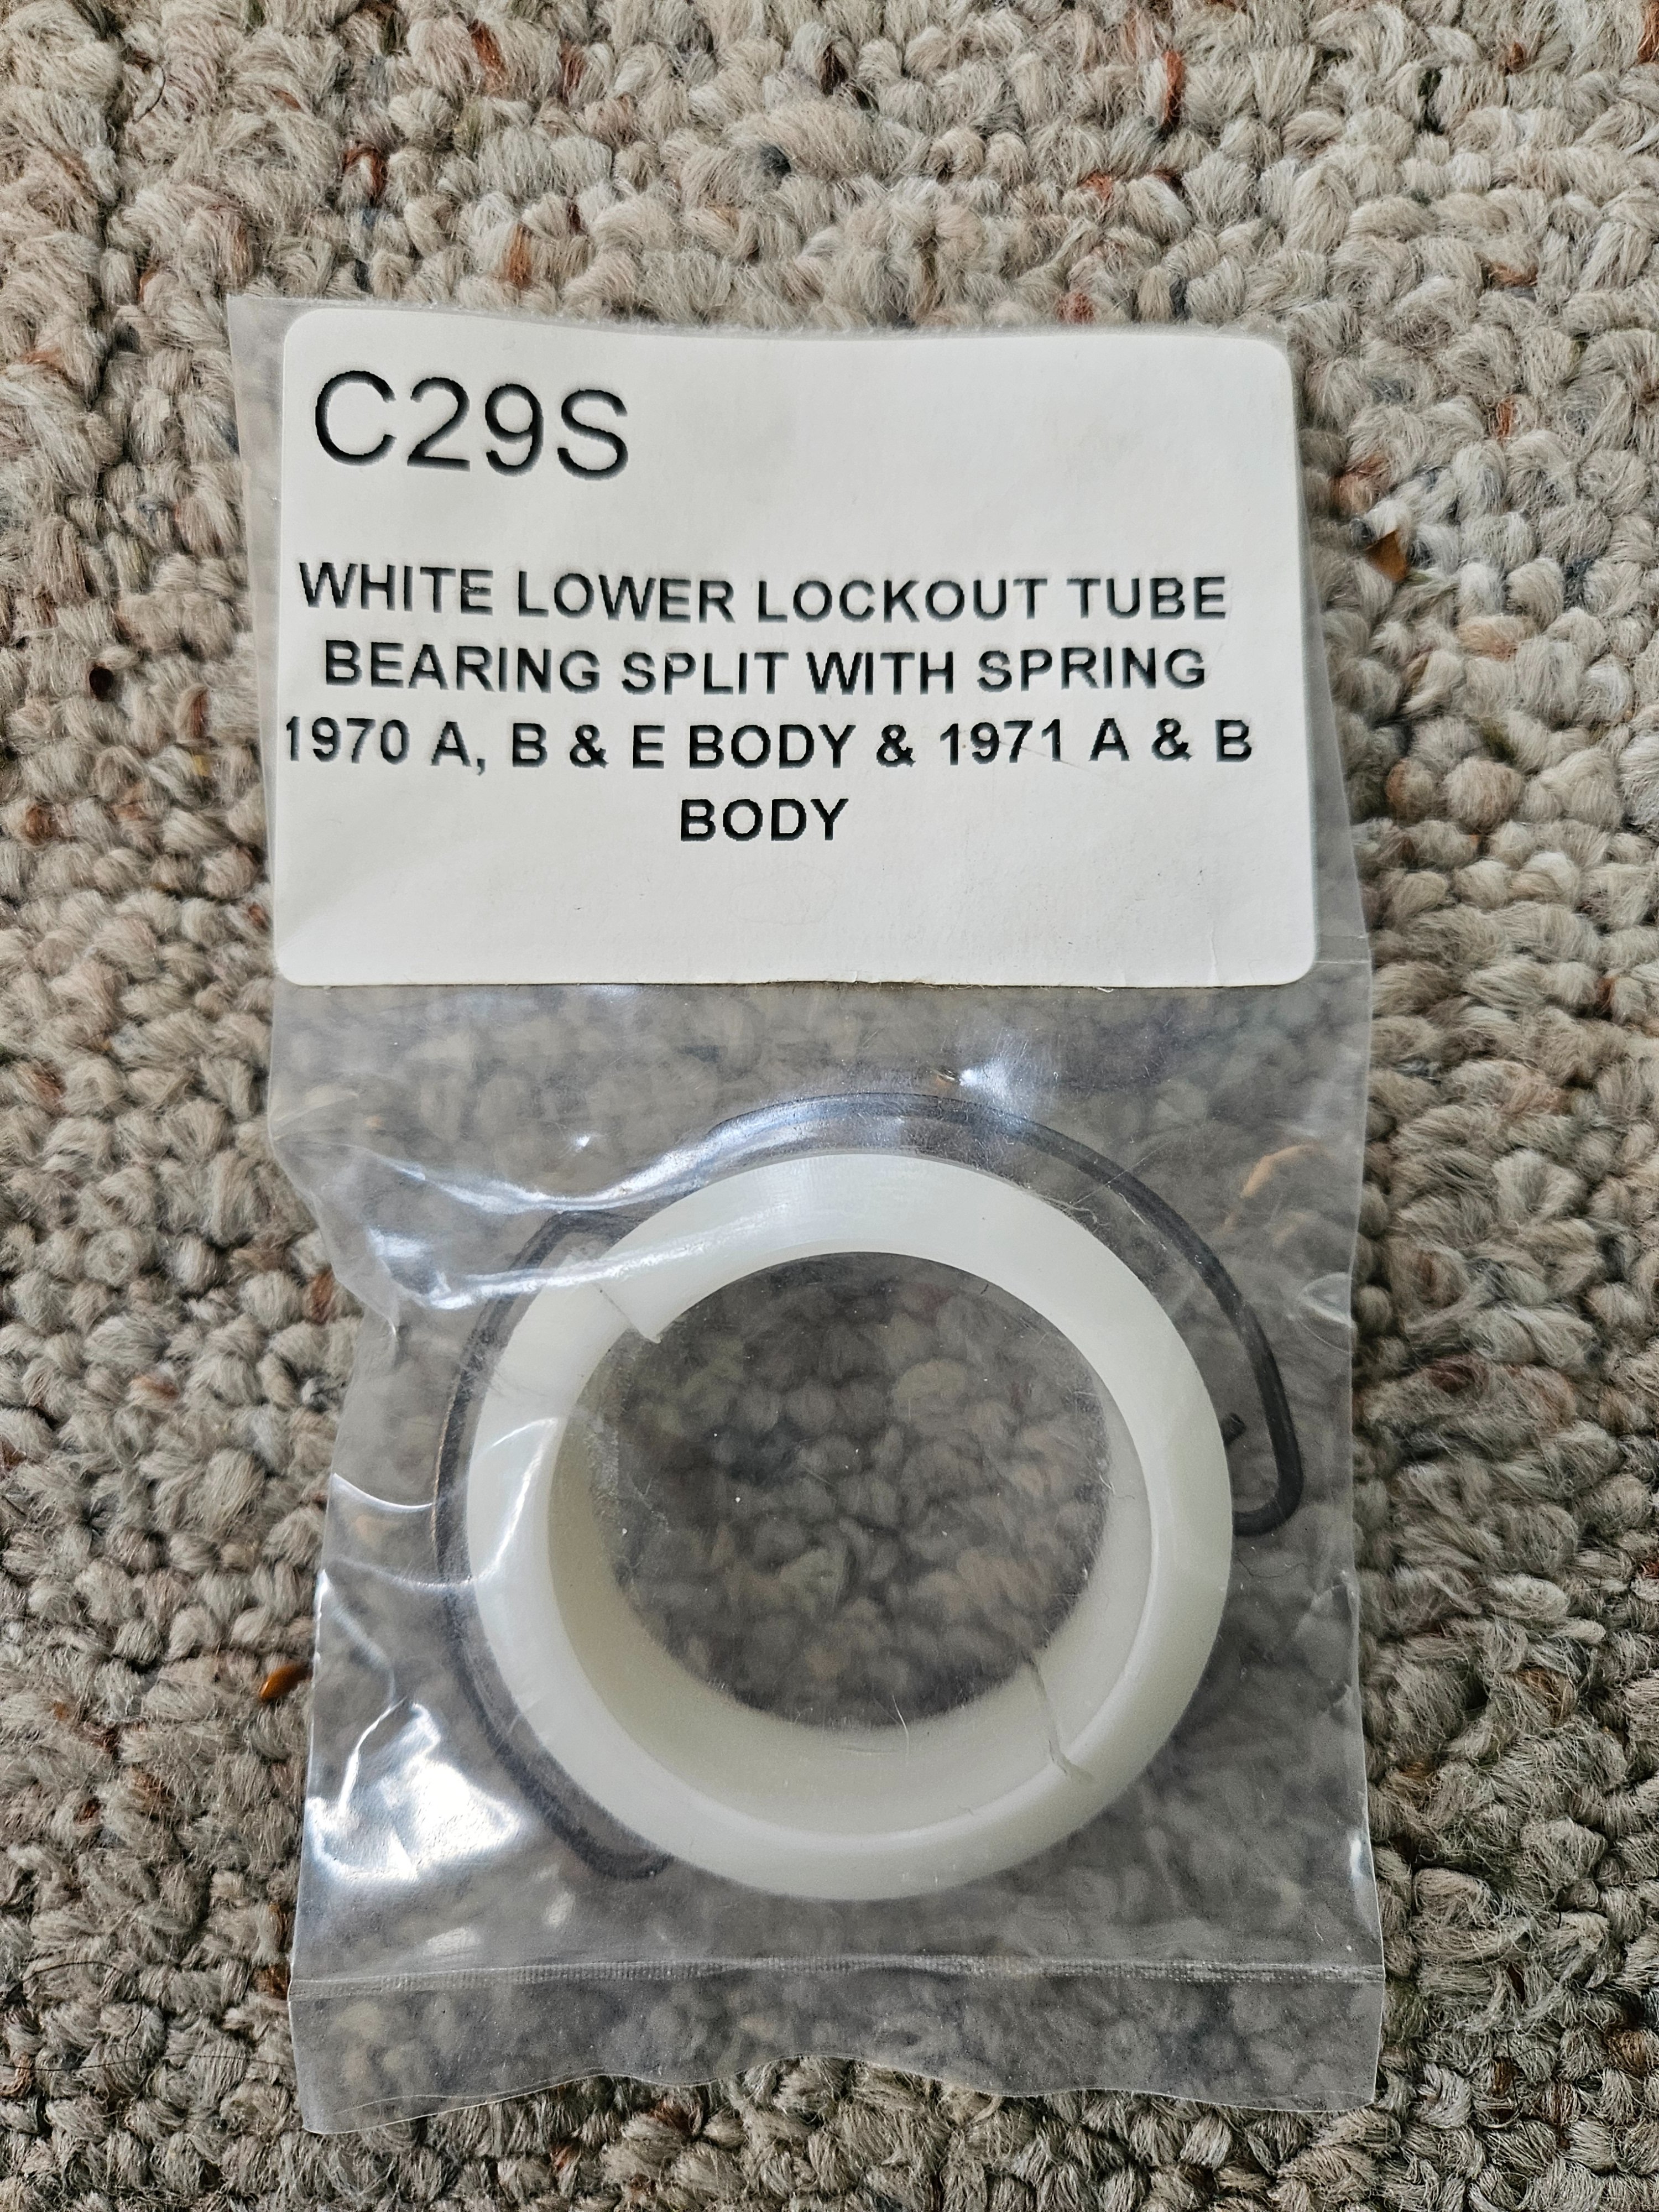 C29S
WHITE LOWER LOCKOUT TUBE
BEARING SPLIT WITH SPRING
1970 A, B & E BODY & 1971 A & B
BODY